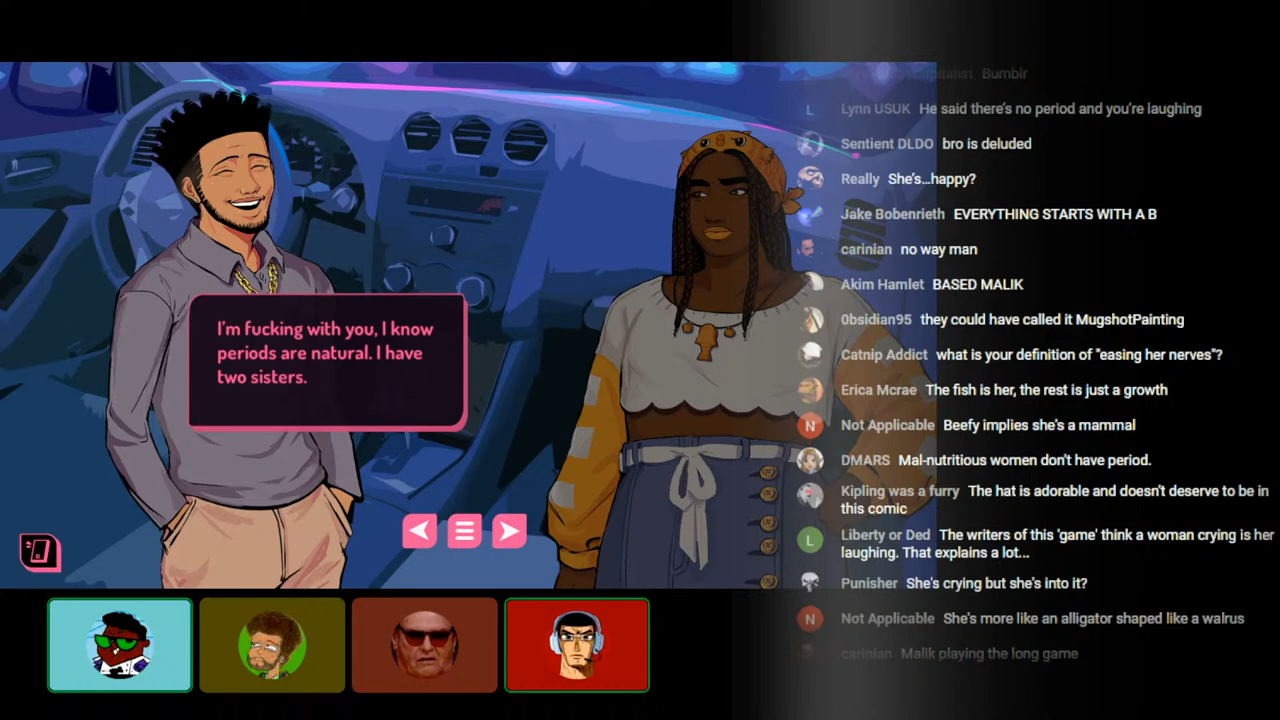 I'm fucking with you, I know
periods are natural. I have
two sisters.
Bumblr
Lynn USUK He said there's no period and you're laughing
Sentient DLDO bro is deluded
Really She's...happy?
Jake Bobenrieth EVERYTHING STARTS WITH A B
carinian no way man
Akim Hamlet BASED MALIK
0bsidian95 they could have called it MugshotPainting
Catnip Addict what is your definition of "easing her nerves"?
Erica Mcrae The fish is her, the rest is just a growth
Not Applicable Beefy implies she's a mammal
DMARS Mal-nutritious women don't have period.
Kipling was a furry The hat is adorable and doesn't deserve to be in
this comic
Liberty or Ded The writers of this 'game' think a woman crying is her
laughing. That explains a lot...
Punisher She's crying but she's into it?
Not Applicable She's more like an alligator shaped like a walrus
carinian Malik playing the long game
L
N
L
N